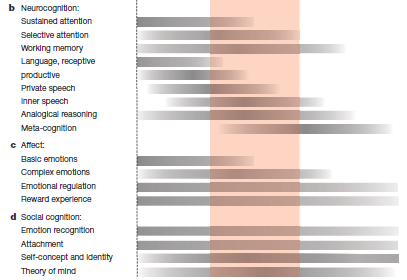 b Neurocognition:
Sustained attention
Selective attention
Working memory
Language, receptive
productive
Private speech
Inner speech
Analogical reasoning
Meta-cognition
c Affect:
Basic emotions
Complex emotions
Emotional regulation
Reward experience
d Social cognition:
Emotion recognition
Attachment
Self-concept and identity
Theory of mind